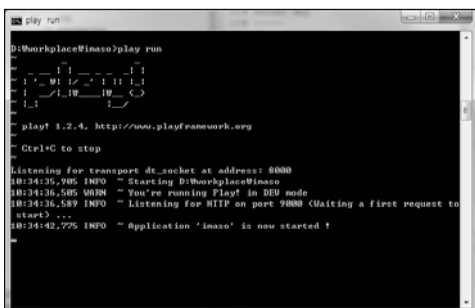 play run
D:₩workplace₩imaso>play run
~
~ play! 1.2.4, http://www.playframework.org
~
~ Ctrl+C to stop
~
Listening for transport dt_socket at address: 8000
10:34:35,905 INFO  ~ Starting D:₩workplace₩imaso
10:34:36,505 WARN  ~ You're running Play! in DEV mode
10:34:36,589 INFO  ~ Listening for HTTP on port 9000 (Waiting a first request to
start) ...
10:34:42,775 INFO  ~ Application 'imaso' is now started !